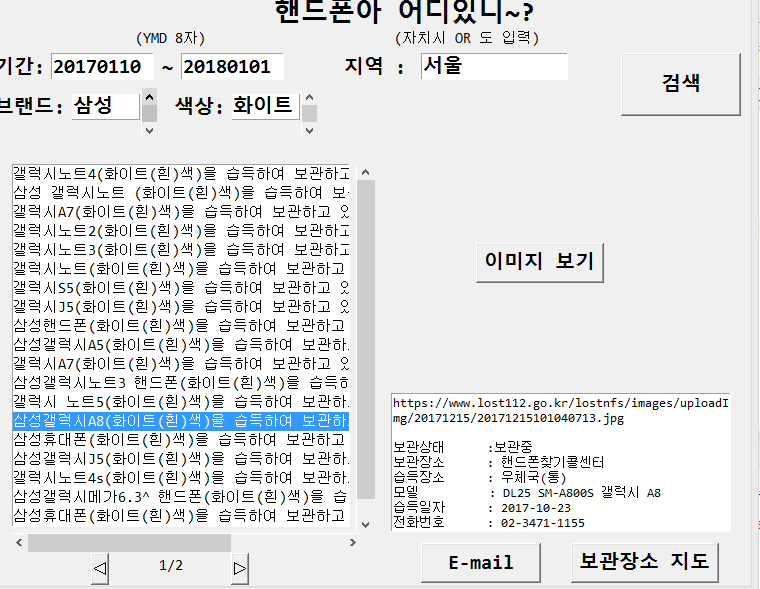 핸드폰아 어디있니~?
(YMD 8자)
(자치시 OR 도 입력)
기간: 20170110 ~ 20180101
지역 : 서울
검색
브랜드: 삼성
색상: 화이트
갤럭시노트4(화이트(흰)색)을 습득하여 보관하고
삼성 갤럭시노트 (화이트(흰)색)을 습득하여 보
갤럭시A7(화이트(흰)색)을 습득하여 보관하고 있
갤럭시노트2(화이트(흰)색)을 습득하여 보관하고
갤럭시노트3(화이트(흰)색)을 습득하여 보관하고
갤럭시노트(화이트(흰)색)을 습득하여 보관하고
갤럭시S5(화이트(흰)색)을 습득하여 보관하고 있
갤럭시J5(화이트(흰)색)을 습득하여 보관하고 있
삼성핸드폰(화이트(흰)색)을 습득하여 보관하고
삼성갤럭시A5(화이트(흰)색)을 습득하여 보관하
갤럭시A7(화이트(흰)색)을 습득하여 보관하고 있
삼성갤럭시노트3 핸드폰(화이트(흰)색)을 습득하
갤럭시 노트5(화이트(흰)색)을 습득하여 보관하고
삼성갤럭시A8(화이트(흰)색)을 습득하여 보관하
삼성휴대폰(화이트(흰)색)을 습득하여 보관하고
삼성갤럭시J5(화이트(흰)색)을 습득하여 보관하
갤럭시노트4s(화이트(흰)색)을 습득하여 보관하
삼성갤럭시메가6.3^ 핸드폰(화이트(흰)색)을 습
삼성휴대폰(화이트(흰)색)을 습득하여 보관하고
1/2
이미지 보기
https://www.lost112.go.kr/lostnfs/images/uploadI
mg/20171215/20171215101040713.jpg
보관상태 :보관중
보관장소 : 핸드폰찾기콜센터
습득장소 : 우체국(통)
모델 : DL25 SM-A800S 갤럭시 A8
습득일자 : 2017-10-23
전화번호 : 02-3471-1155
E-mail
보관장소 지도